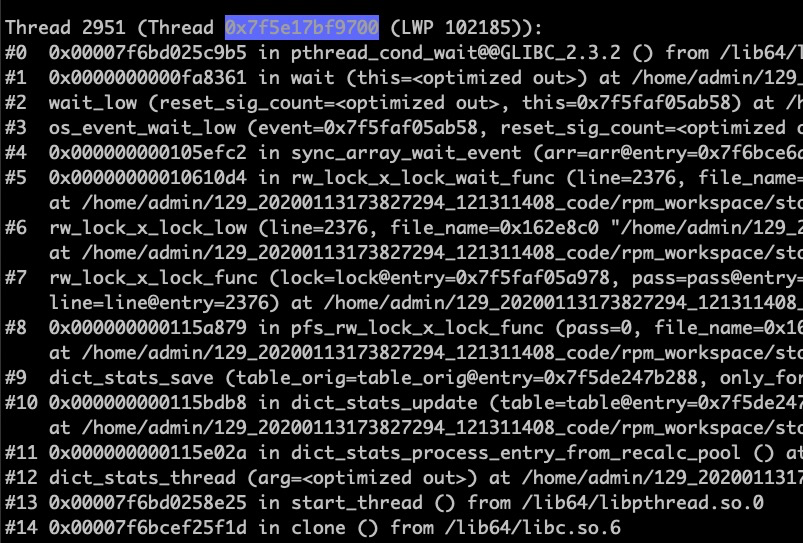 Thread 2951 (Thread 0x7f5e17bf9700 (LWP 102185)):
#0 0x00007f6bd025c9b5 in pthread_cond_wait@@GLIBC_2.3.2 () from /lib64/l
#1 0x0000000000fa8361 in wait (this=<optimized out>) at /home/admin/129_
#2 wait_low (reset_sig_count=<optimized out>, this=0x7f5faf05ab58) at /h
#3 os_event_wait_low (event=0x7f5faf05ab58, reset_sig_count=<optimized o
#4 0x000000000105efc2 in sync_array_wait_event (arr=arr@entry=0x7f6bce6d
#5 0x00000000010610d4 in rw_lock_x_lock_wait_func (line=2376, file_name=
at /home/admin/129_20200113173827294_121311408_code/rpm_workspace/sto
#6 rw_lock_x_lock_low (line=2376, file_name=0x162e8c0 "/home/admin/129_2
at /home/admin/129_20200113173827294_121311408_code/rpm_workspace/sto
#7 rw_lock_x_lock_func (lock=lock@entry=0x7f5faf05a978, pass=pass@entry=
line=line@entry=2376) at /home/admin/129_20200113173827294_121311408_
#8 0x000000000115a879 in pfs_rw_lock_x_lock_func (pass=0, file_name=0x16
at /home/admin/129_20200113173827294_121311408_code/rpm_workspace/sto
#9 dict_stats_save (table_orig=table_orig@entry=0x7f5de247b288, only_for
#10 0x000000000115bdb8 in dict_stats_update (table=table@entry=0x7f5de247
at /home/admin/129_20200113173827294_121311408_code/rpm_workspace/sto
#11 0x000000000115e02a in dict_stats_process_entry_from_recalc_pool () at
#12 dict_stats_thread (arg=<optimized out>) at /home/admin/129_2020011317
#13 0x00007f6bd0258e25 in start_thread () from /lib64/libpthread.so.0
#14 0x00007f6bcef25f1d in clone () from /lib64/libc.so.6